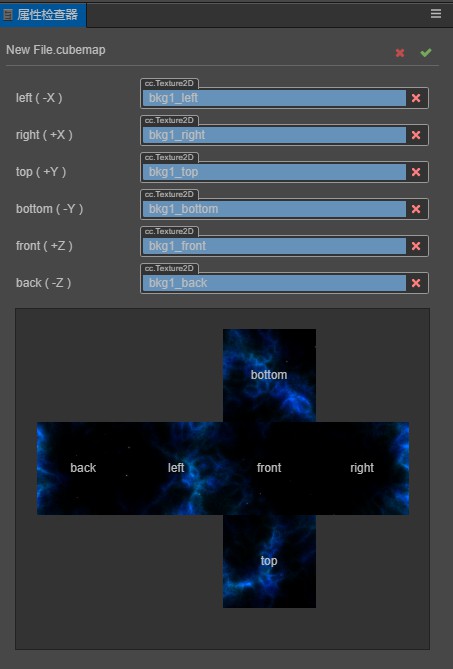 属性检查器
New File.cubemap
cc.Texture2D
left ( -X ) bkg1_left
cc.Texture2D
right ( +X ) bkg1_right
cc.Texture2D
top ( +Y ) bkg1_top
cc.Texture2D
bottom ( -Y ) bkg1_bottom
cc.Texture2D
front ( +Z ) bkg1_front
cc.Texture2D
back ( -Z ) bkg1_back
bottom
back left front right
top